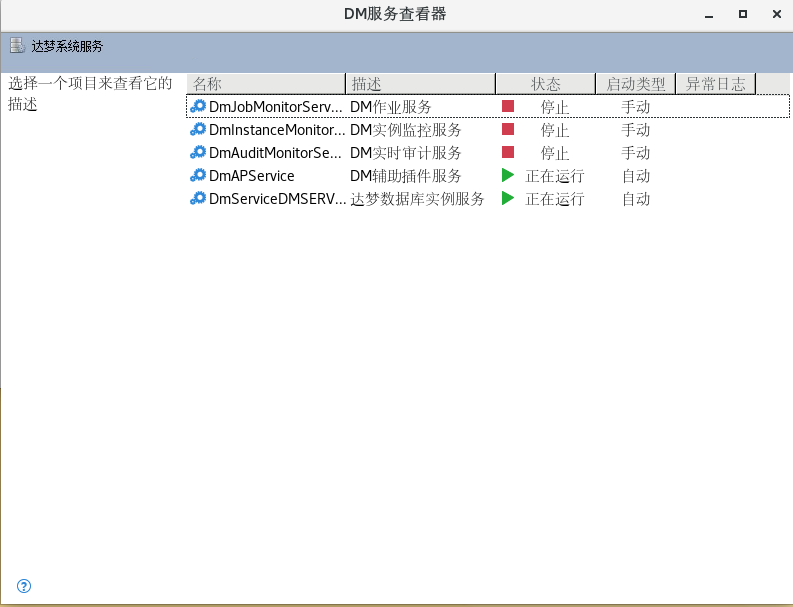 DM服务查看器
达梦系统服务
选择一个项目来查看它的
描述
名称 描述 状态 启动类型 异常日志
DmJobMonitorServ... DM作业服务 停止 手动
DmInstanceMonitor... DM实例监控服务 停止 手动
DmAuditMonitorSe... DM实时审计服务 停止 手动
DmAPService DM辅助插件服务 正在运行 自动
DmServiceDMSERV... 达梦数据库实例服务 正在运行 自动